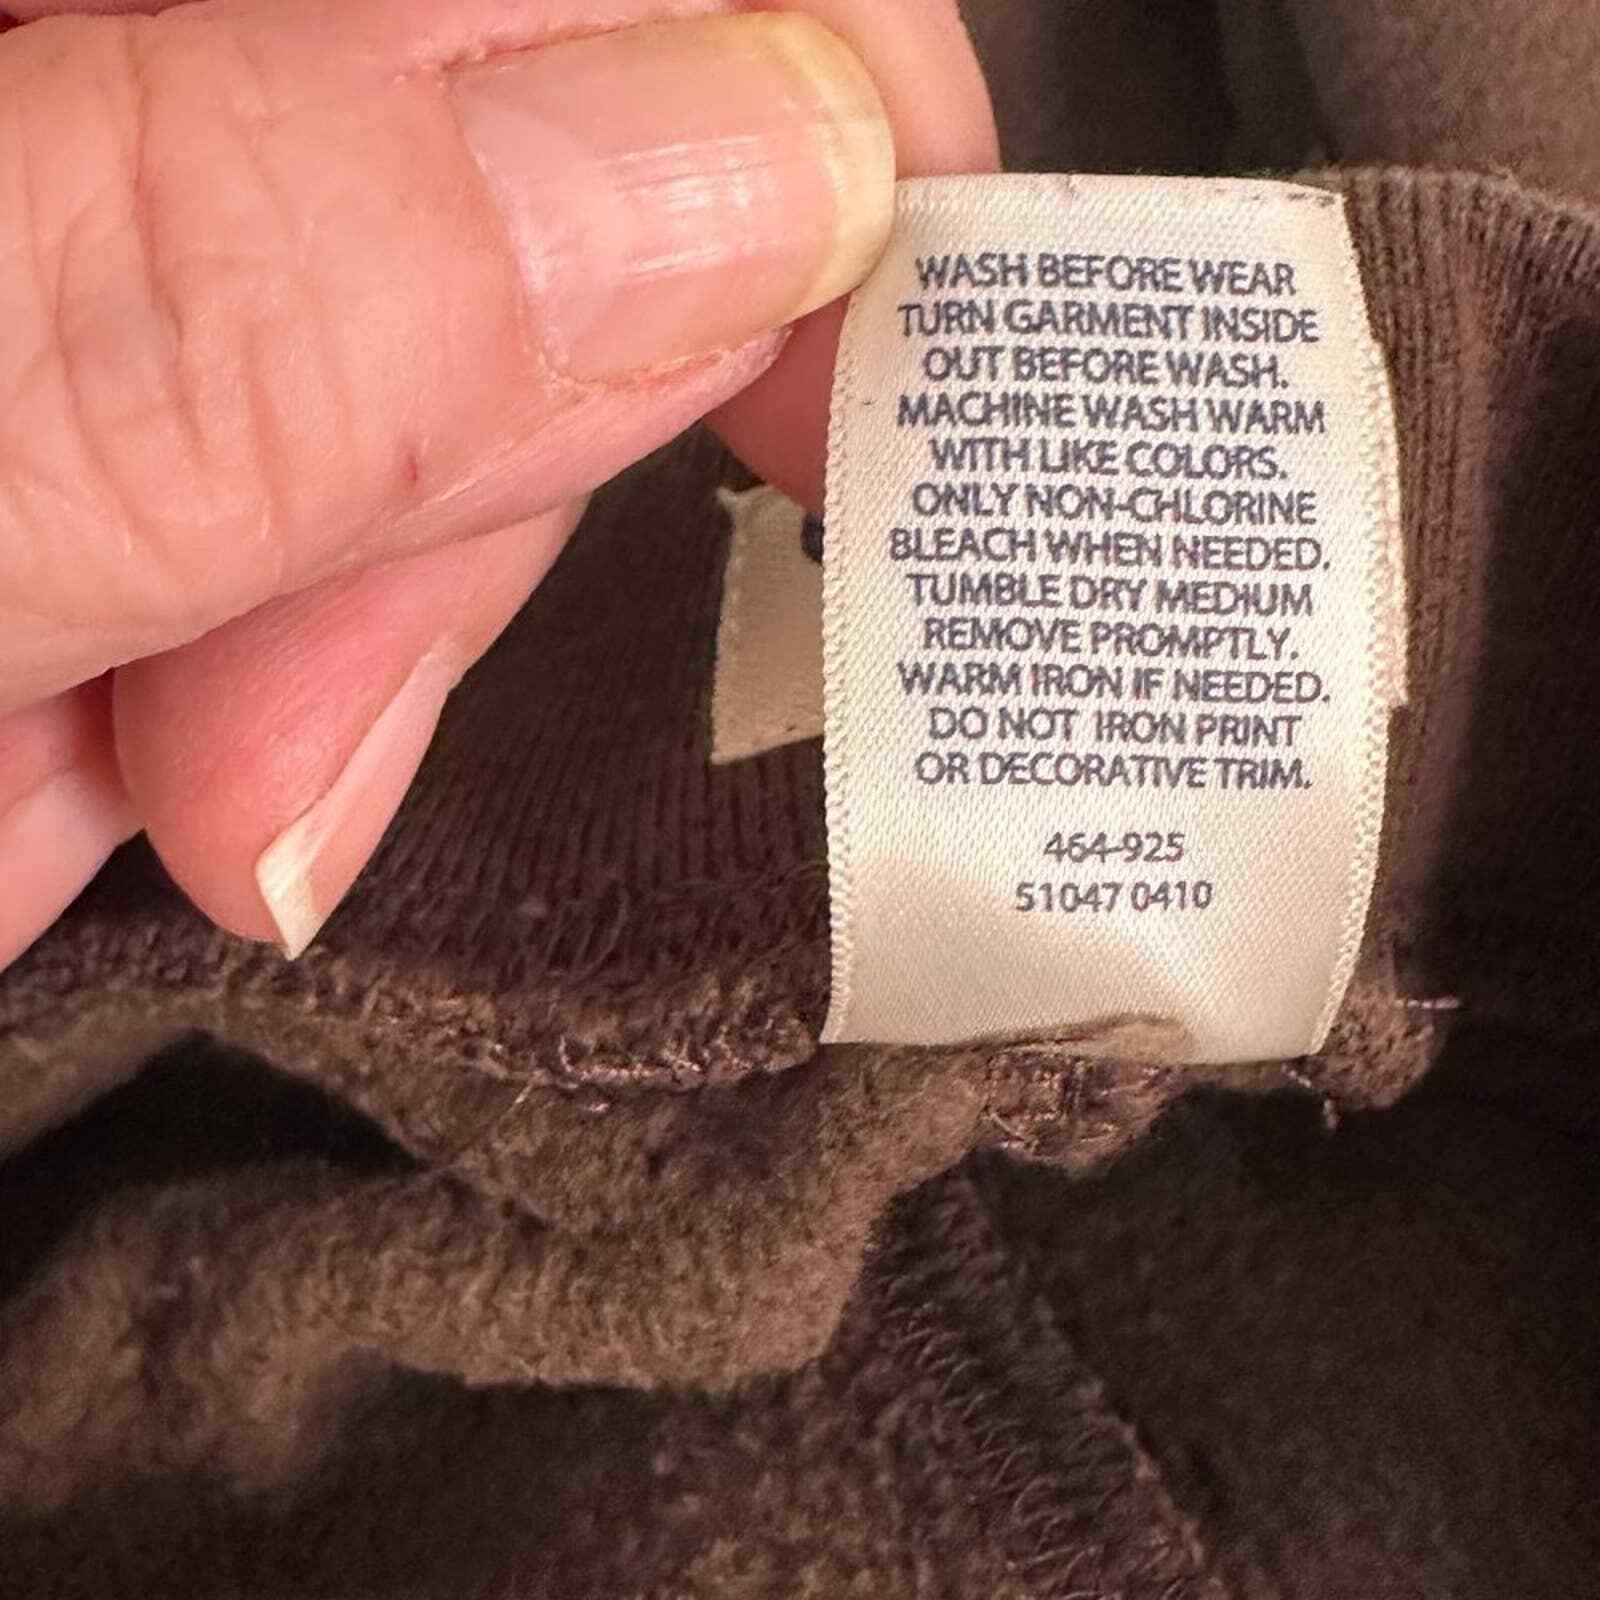 WASH BEFORE WEAR
TURN GARMENT INSIDE
OUT BEFORE WASH.
MACHINE WASH WARM
WITH LIKE COLORS.
ONLY NON-CHLORINE
BLEACH WHEN NEEDED.
TUMBLE DRY MEDIUM
REMOVE PROMPTLY.
WARM IRON IF NEEDED.
DO NOT IRON PRINT
OR DECORATIVE TRIM.
464-925
51047 0410